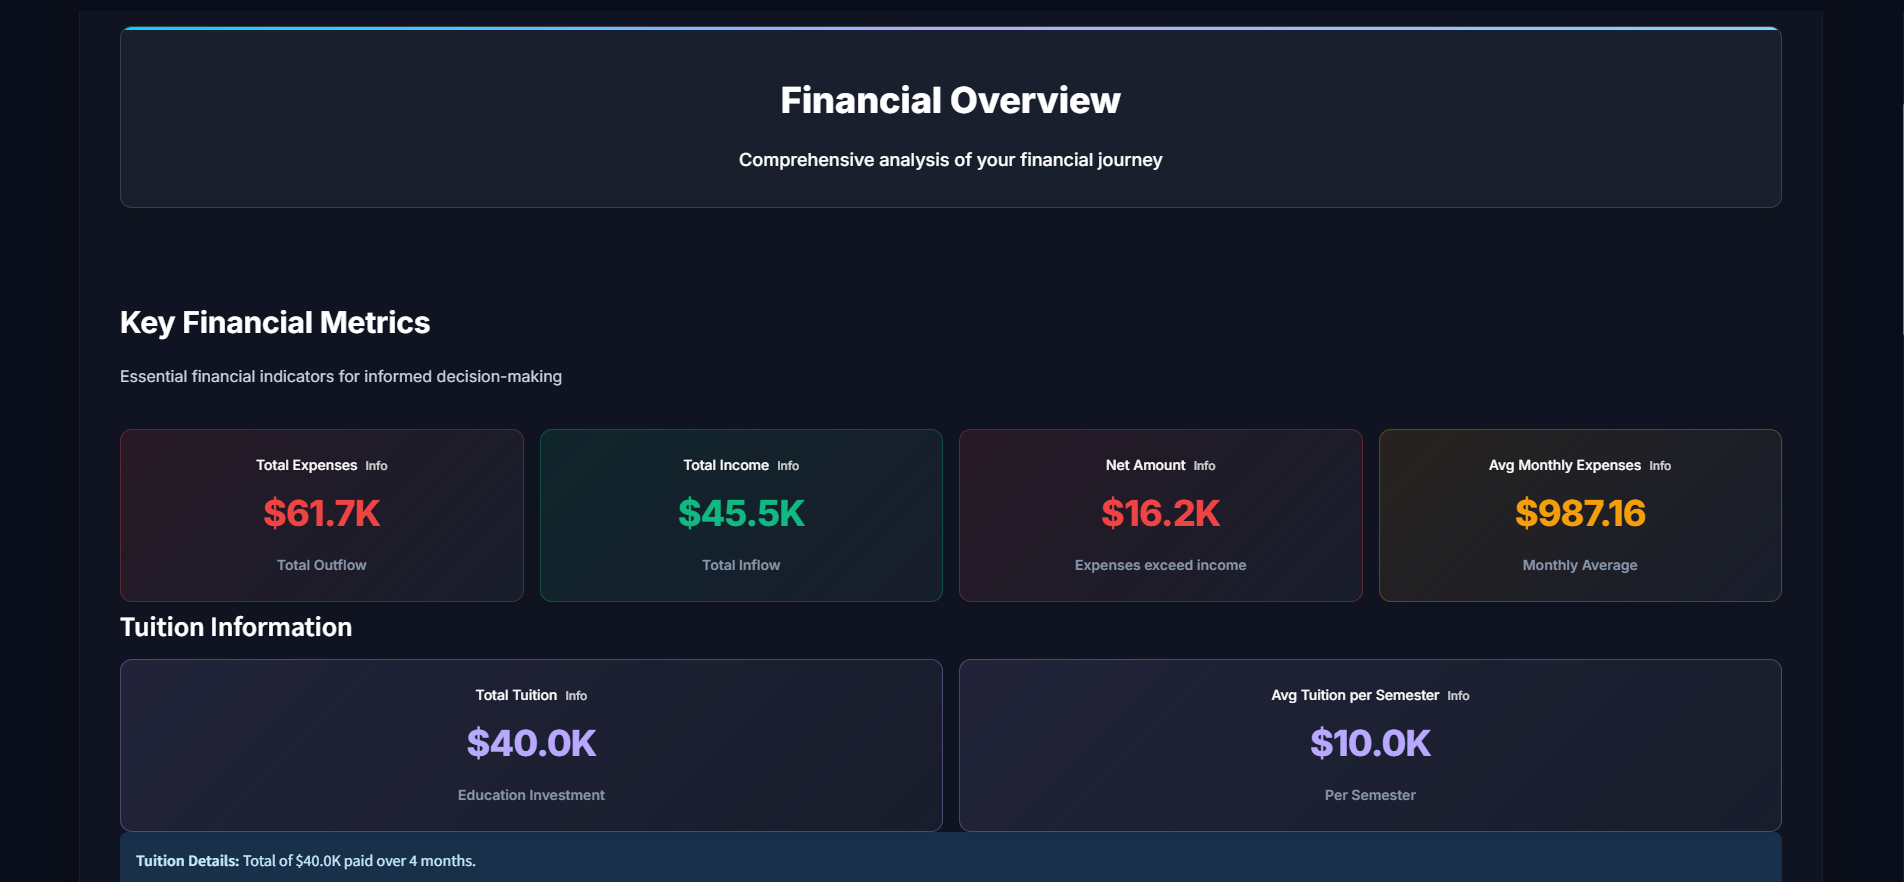 Financial Overview
Comprehensive analysis of your financial journey
Key Financial Metrics
Essential financial indicators for informed decision-making
Total Expenses Info
$61.7K
Total Outflow
Total Income Info
$45.5K
Total Inflow
Net Amount Info
$16.2K
Expenses exceed income
Avg Monthly Expenses Info
$987.16
Monthly Average
Tuition Information
Total Tuition Info
$40.0K
Education Investment
Avg Tuition per Semester Info
$10.0K
Per Semester
Tuition Details: Total of $40.0K paid over 4 months.